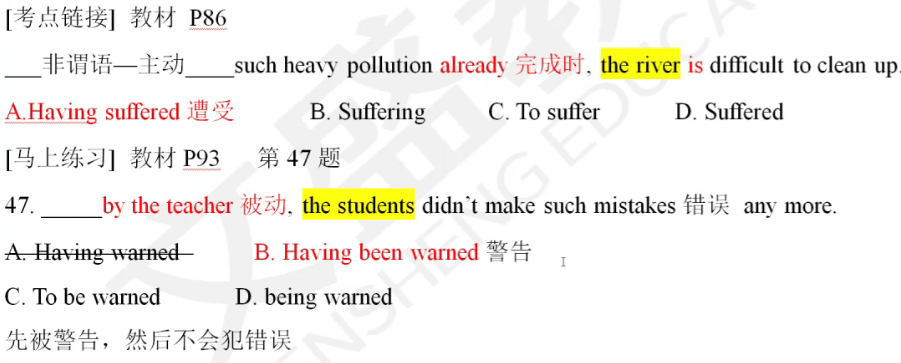 [考点链接] 教材 P86
___非谓语—主动____such heavy pollution already 完成时, the river is difficult to clean up.
A.Having suffered 遭受 B. Suffering C. To suffer D. Suffered
[马上练习] 教材 P93 第 47 题
47. _____by the teacher 被动, the students didn't make such mistakes 错误 any more.
A. Having warned B. Having been warned 警告
C. To be warned D. being warned
先被警告，然后不会犯错误